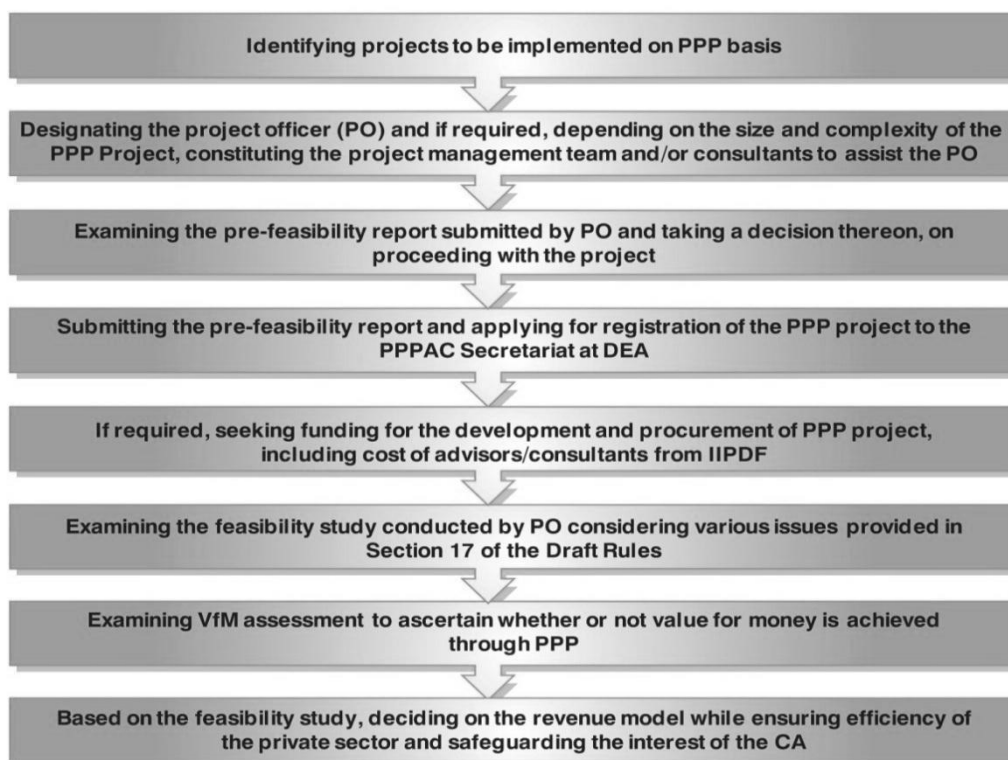 Identifying projects to be implemented on PPP basis
Designating the project officer (PO) and if required, depending on the size and complexity of the
PPP Project, constituting the project management team and/or consultants to assist the PO
Examining the pre-feasibility report submitted by PO and taking a decision thereon, on
proceeding with the project
Submitting the pre-feasibility report and applying for registration of the PPP project to the
PPPAC Secretariat at DEA
If required, seeking funding for the development and procurement of PPP project,
including cost of advisors/consultants from IIPDF
Examining the feasibility study conducted by PO considering various issues provided in
Section 17 of the Draft Rules
Examining VfM assessment to ascertain whether or not value for money is achieved
through PPP
Based on the feasibility study, deciding on the revenue model while ensuring efficiency of
the private sector and safeguarding the interest of the CA